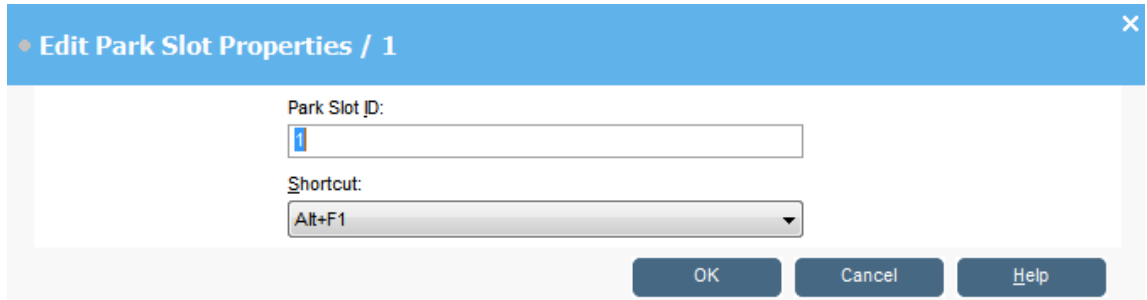 Edit Park Slot Properties / 1
Park Slot ID:
1
Shortcut:
Alt+F1
OK Cancel Help